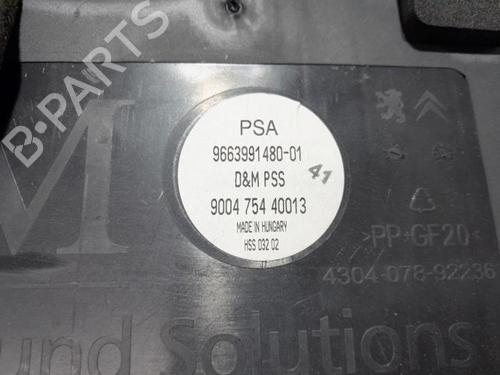 B-PARTS
M
PSA
9663991480-01
D&M PSS
41
9004 754 40013
MADE IN HUNGARY
HSS 032 02
>PP-GF20<
4304-078-92236
ound Solutions